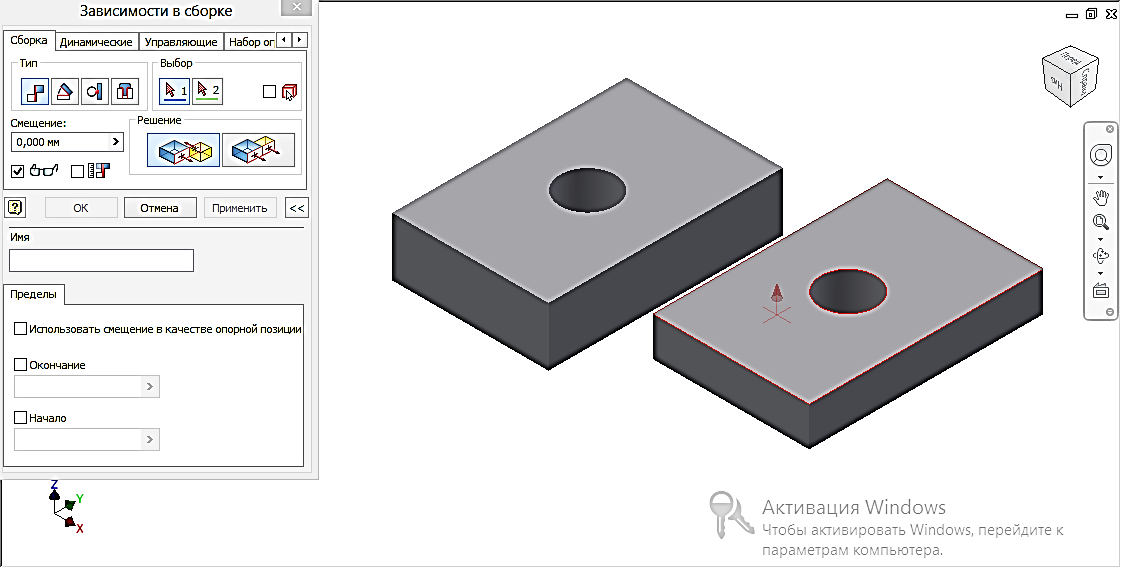 Зависимости в сборке
Сборка Динамические Управляющие Набор ог
Тип Выбор
1 2
Смещение: Решение
0,000 мм
ОК Отмена Применить <<
Имя
Пределы
Использовать смещение в качестве опорной позиции
Окончание
Начало
Z
Y
X
Активация Windows
Чтобы активировать Windows, перейдите к
параметрам компьютера.